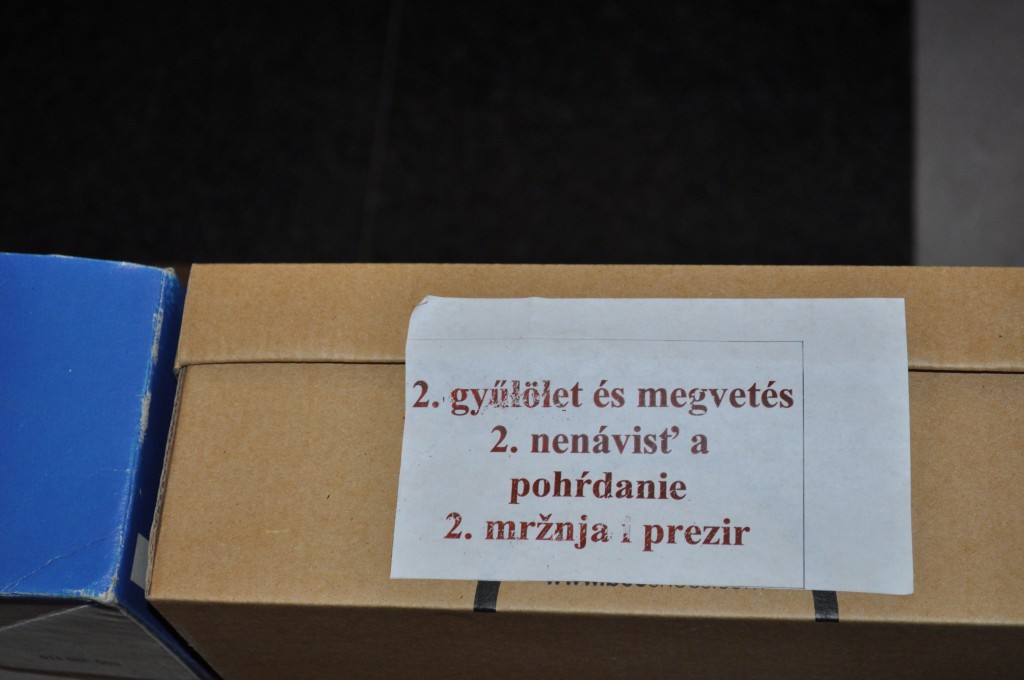 2. gyűlölet és megvetés
2. nenávisť a
pohŕdanie
2. mržnja i prezir